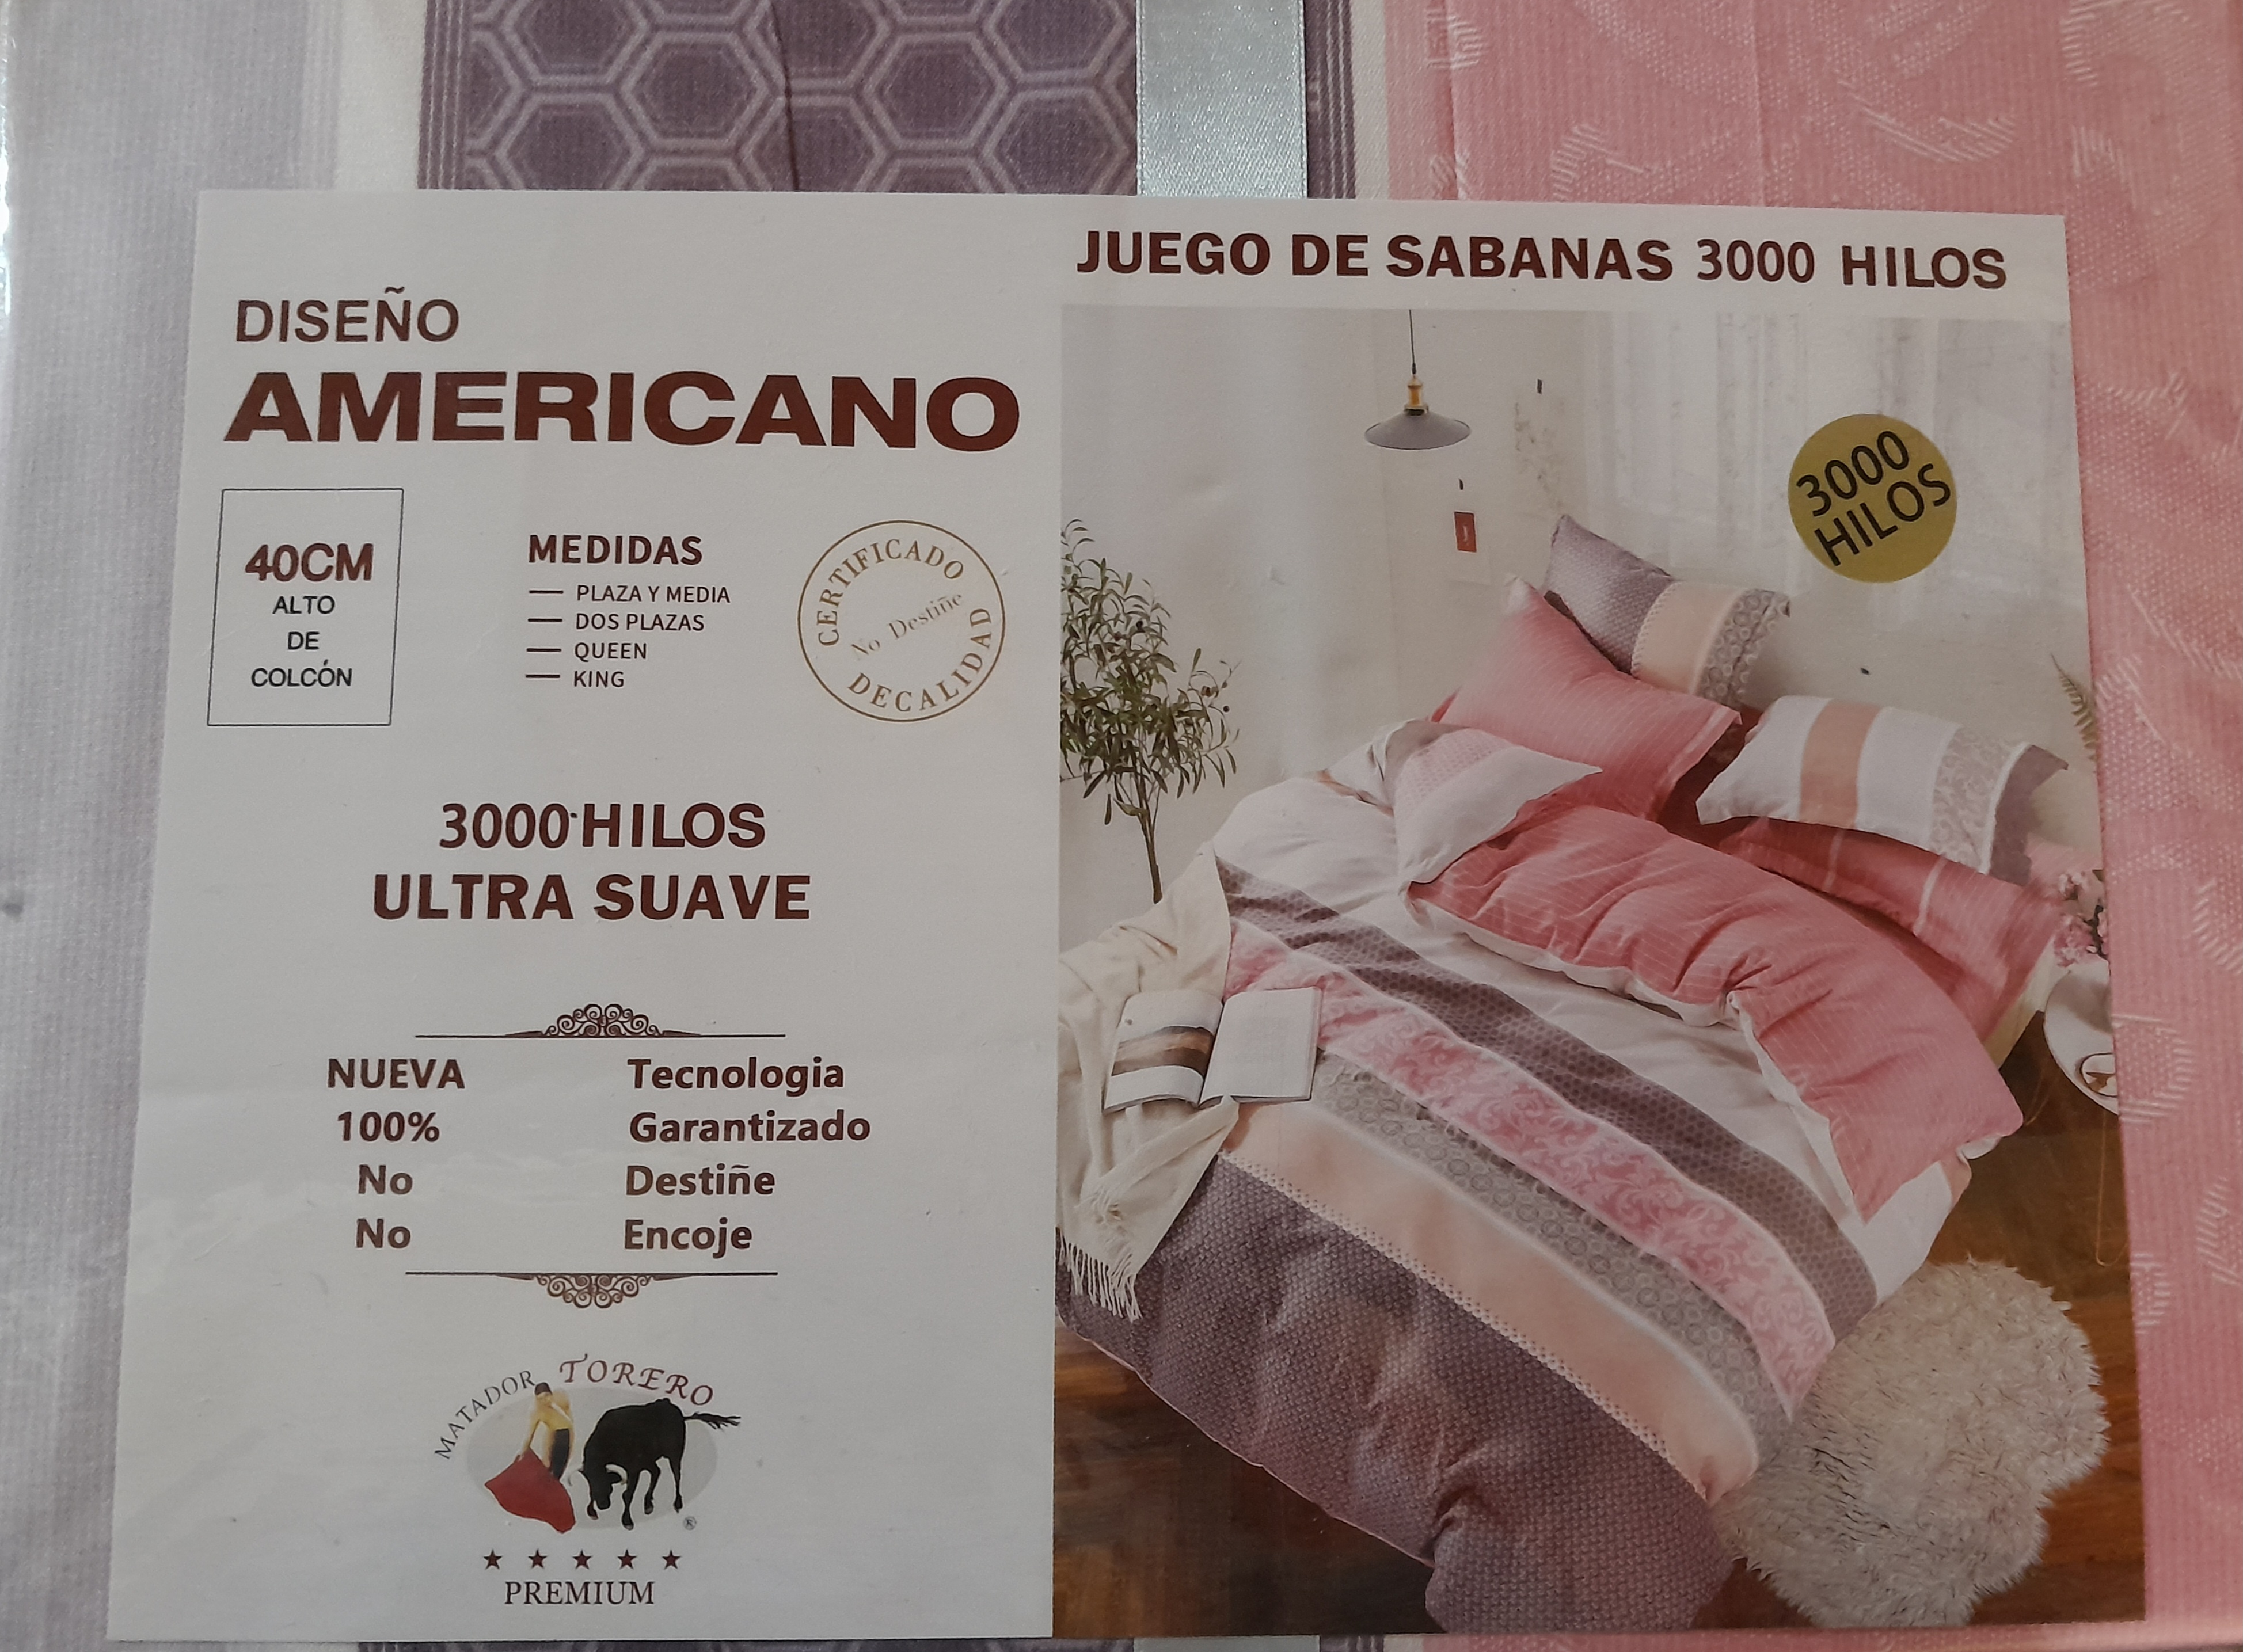 JUEGO DE SABANAS 3000 HILOS
DISEÑO
AMERICANO
40CM
ALTO
DE
COLCÓN
MEDIDAS
— PLAZA Y MEDIA
— DOS PLAZAS
— QUEEN
— KING
CERTIFICADO
No Destiñe
DECALIDAD
3000 HILOS
ULTRA SUAVE
NUEVA Tecnologia
100% Garantizado
No Destiñe
No Encoje
MATADOR TORERO
®
PREMIUM
3000
HILOS